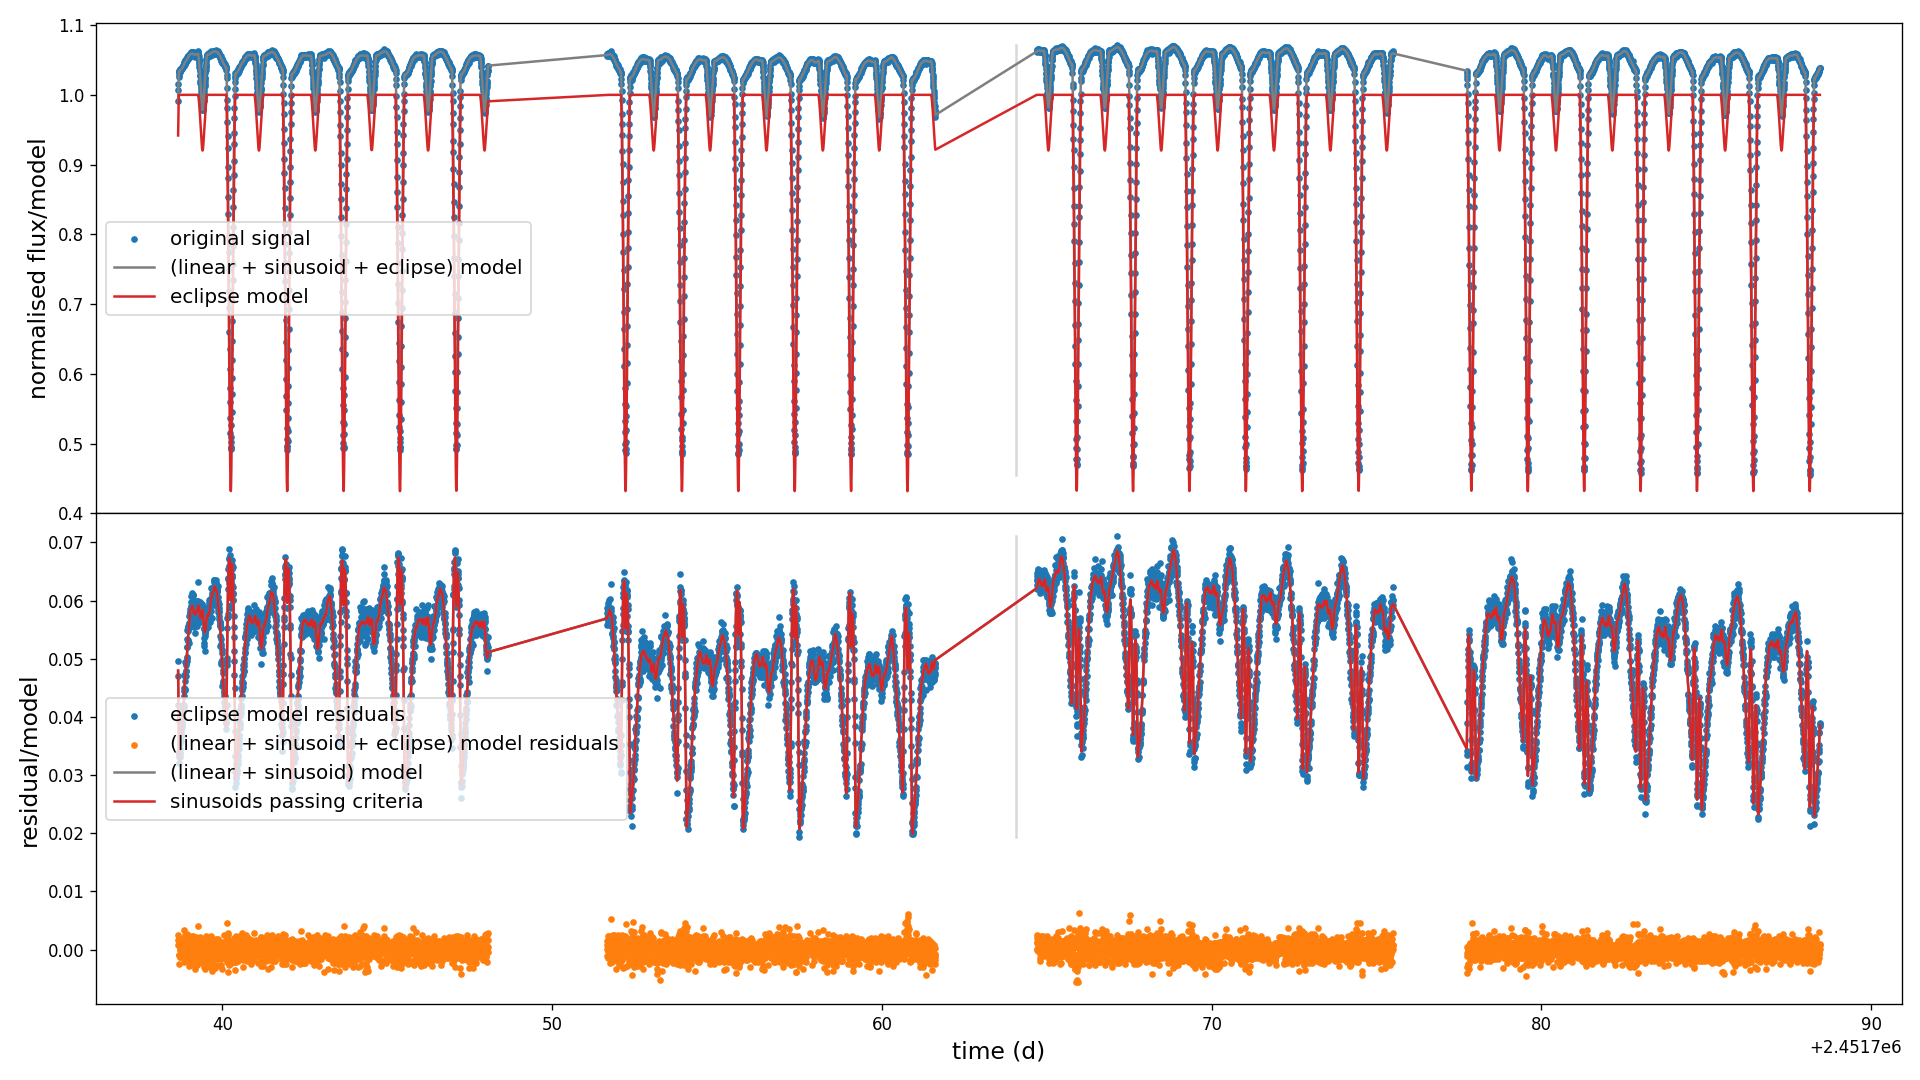 1.1
1.0
0.9
0.8
0.7
0.6
0.5
0.4
normalised flux/model
original signal
(linear + sinusoid + eclipse) model
eclipse model
0.07
0.06
0.05
0.04
0.03
0.02
0.01
0.00
residual/model
eclipse model residuals
(linear + sinusoid + eclipse) model residuals
(linear + sinusoid) model
sinusoids passing criteria
40
50
60
70
80
90
time (d)
+2.4517e6